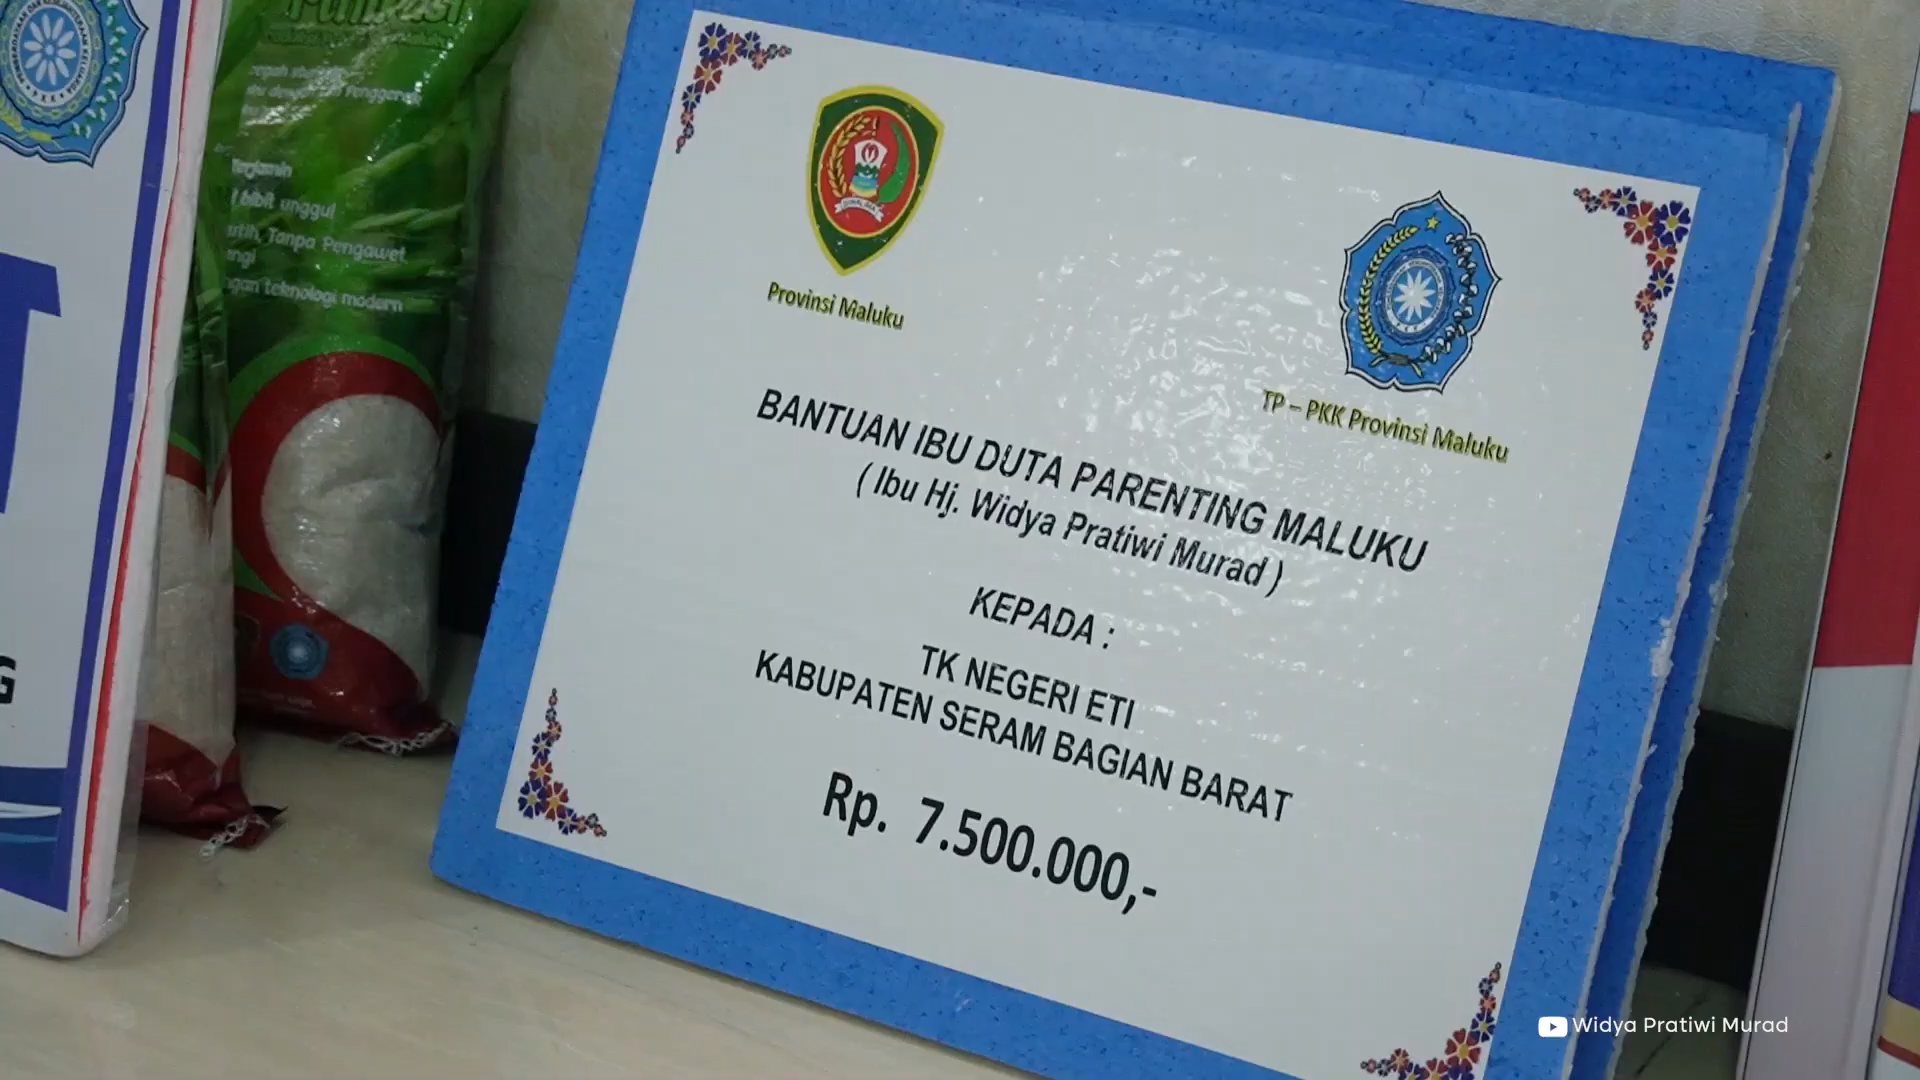 bibit unggul
Tanpa Pengawet
teknologi modern
Provinsi Maluku
TP – PKK Provinsi Maluku
BANTUAN IBU DUTA PARENTING MALUKU
( Ibu Hj. Widya Pratiwi Murad )
KEPADA :
TK NEGERI ETI
KABUPATEN SERAM BAGIAN BARAT
Rp. 7.500.000,-
Widya Pratiwi Murad